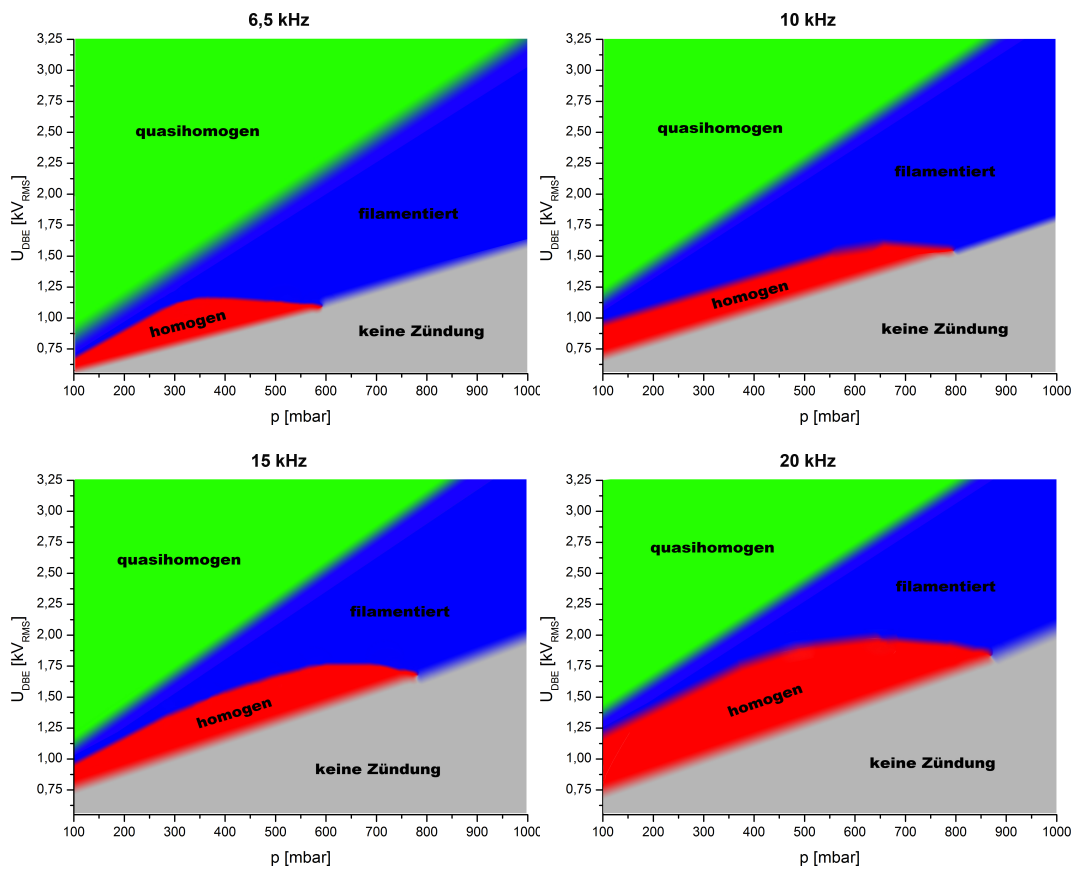 6,5 kHz
3,25
3,00
2,75
2,50
2,25
2,00
1,75
1,50
1,25
1,00
0,75
U_DBE [kV_RMS]
quasihomogen
filamentiert
homogen
keine Zündung
100 200 300 400 500 600 700 800 900 1000
p [mbar]
10 kHz
3,25
3,00
2,75
2,50
2,25
2,00
1,75
1,50
1,25
1,00
0,75
U_DBE [kV_RMS]
quasihomogen
filamentiert
homogen
keine Zündung
100 200 300 400 500 600 700 800 900 1000
p [mbar]
15 kHz
3,25
3,00
2,75
2,50
2,25
2,00
1,75
1,50
1,25
1,00
0,75
U_DBE [kV_RMS]
quasihomogen
filamentiert
homogen
keine Zündung
100 200 300 400 500 600 700 800 900 1000
p [mbar]
20 kHz
3,25
3,00
2,75
2,50
2,25
2,00
1,75
1,50
1,25
1,00
0,75
U_DBE [kV_RMS]
quasihomogen
filamentiert
homogen
keine Zündung
100 200 300 400 500 600 700 800 900 1000
p [mbar]